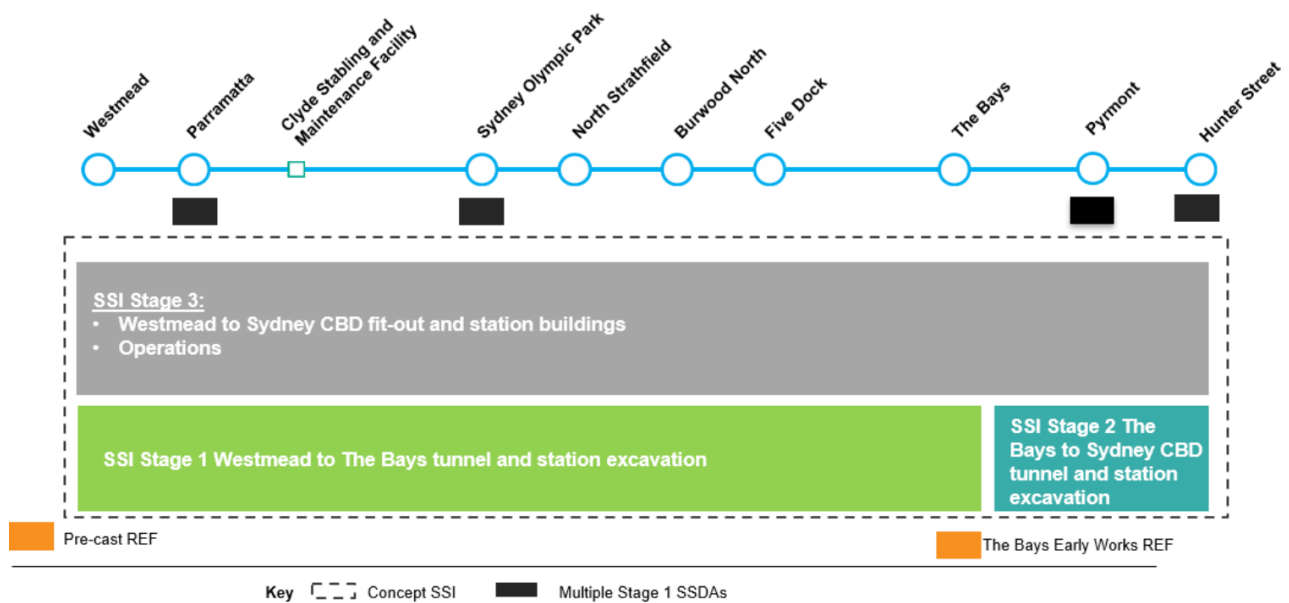 Westmead
Parramatta
Clyde Stabling and
Maintenance Facility
Sydney Olympic Park
North Strathfield
Burwood North
Five Dock
The Bays
Pyrmont
Hunter Street
SSI Stage 3:
• Westmead to Sydney CBD fit-out and station buildings
• Operations
SSI Stage 1 Westmead to The Bays tunnel and station excavation
SSI Stage 2 The
Bays to Sydney CBD
tunnel and station
excavation
Pre-cast REF
The Bays Early Works REF
Key Concept SSI Multiple Stage 1 SSDAs